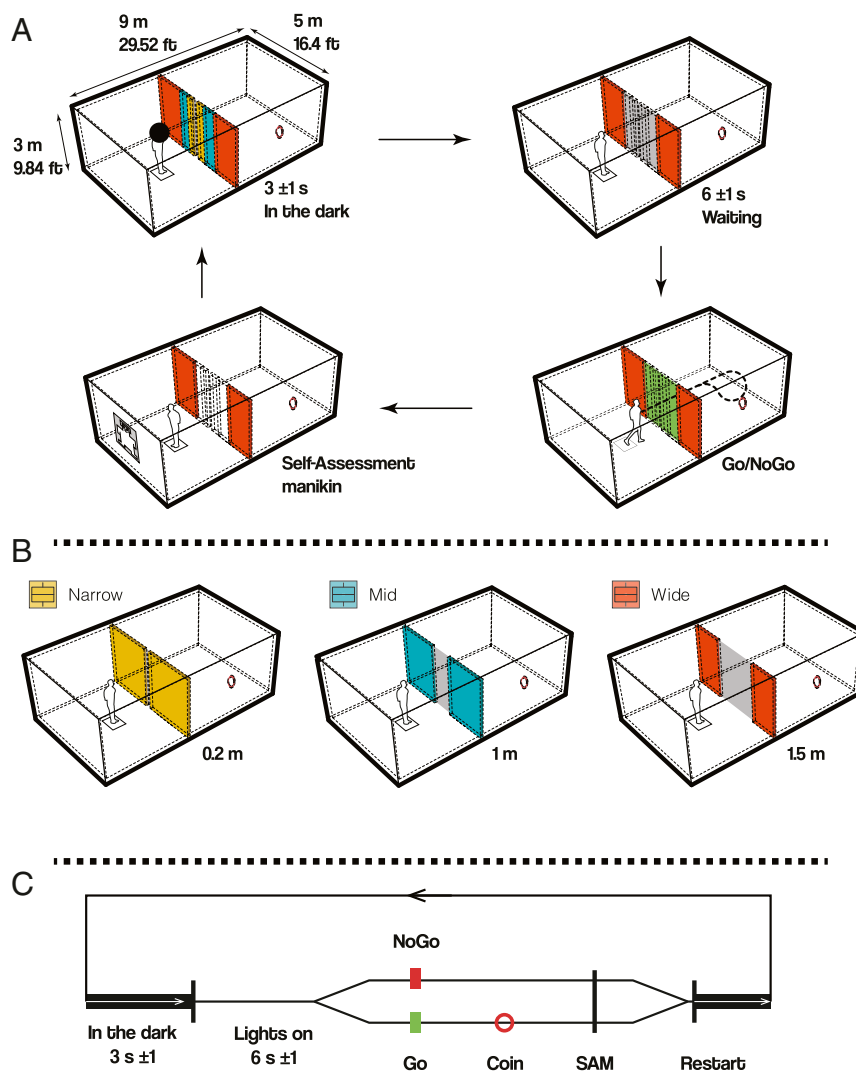 A
9 m
29.52 ft
5 m
16.4 ft
3 m
9.84 ft
3 ±1 s
In the dark
6 ±1 s
Waiting
Self-Assessment
manikin
Go/NoGo
B
Narrow
Mid
Wide
0.2 m
1 m
1.5 m
C
NoGo
In the dark
3 s ±1
Lights on
6 s ±1
Go
Coin
SAM
Restart